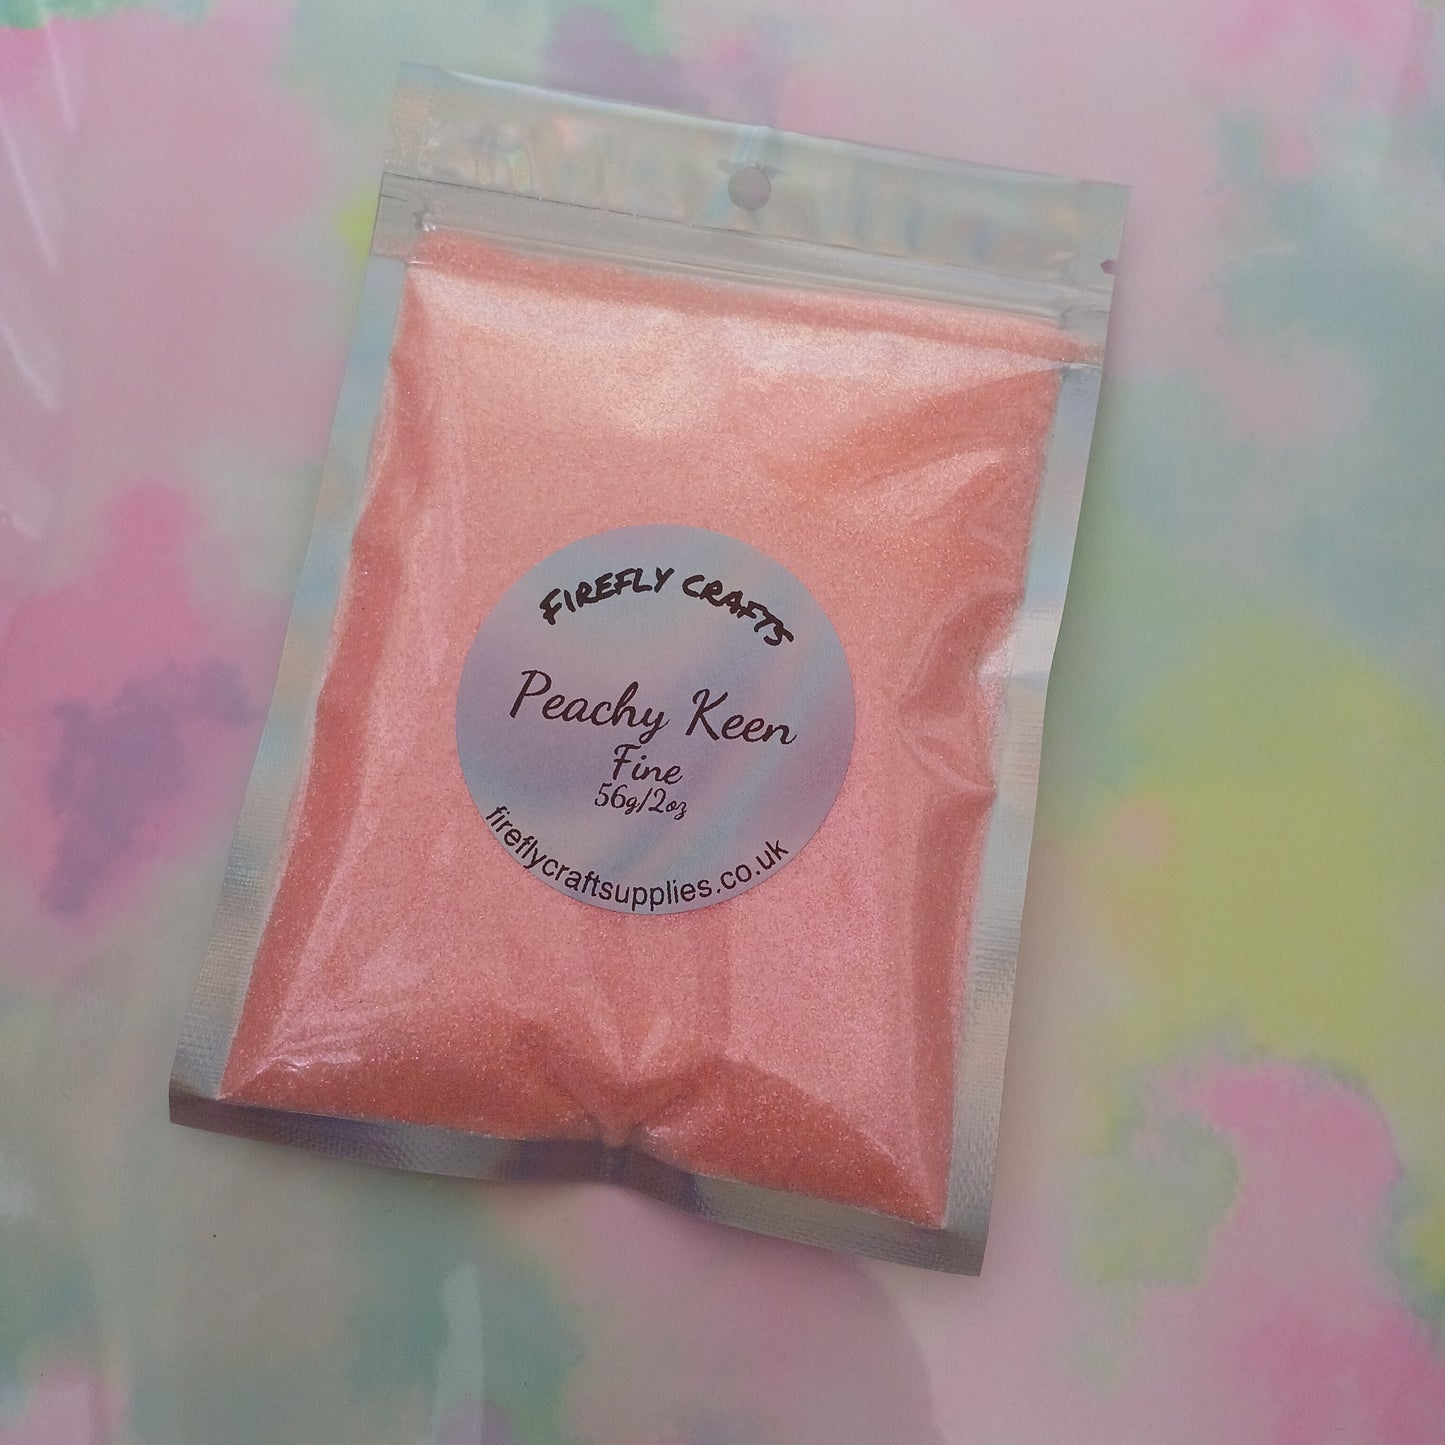 FIREFLY CRAFTS
Peachy Keen
Fine
56g/2oz
fireflycraftsupplies.co.uk